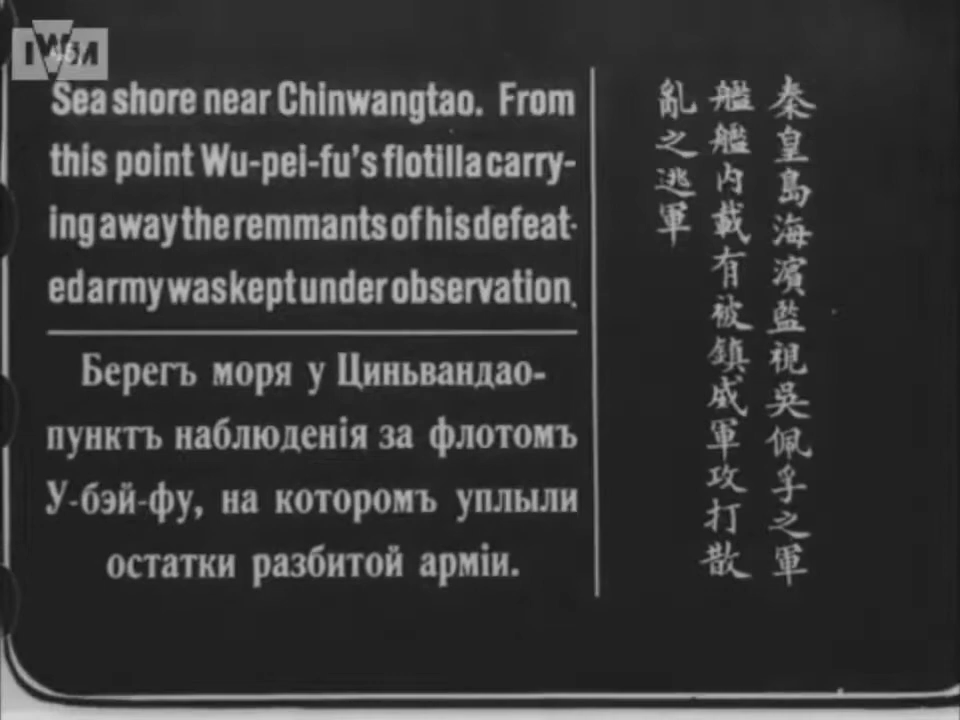 IWM
Sea shore near Chinwangtao. From
this point Wu-pei-fu's flotilla carry-
ing away the remmants of his defeat-
ed army was kept under observation.
Берегъ моря у Циньвандао-
пунктъ наблюденія за флотомъ
У-бэй-фу, на которомъ уплыли
остатки разбитой арміи.
秦皇島海濱監視吳佩孚之軍
艦艦內載有被鎮威軍攻打散
亂之逃軍